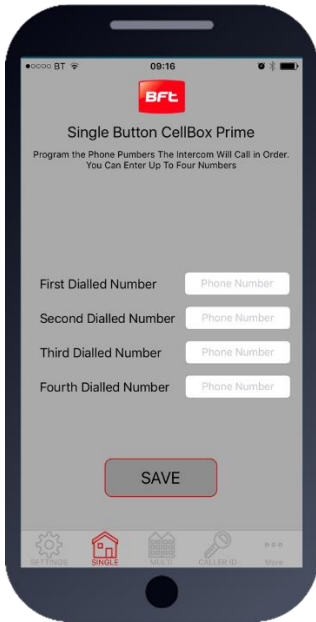 BT 09:16
BFT
Single Button CellBox Prime
Program the Phone Pumbers The Intercom Will Call in Order.
You Can Enter Up To Four Numbers
First Dialled Number Phone Number
Second Dialled Number Phone Number
Third Dialled Number Phone Number
Fourth Dialled Number Phone Number
SAVE
SETTINGS SINGLE MULTI CALLER ID More